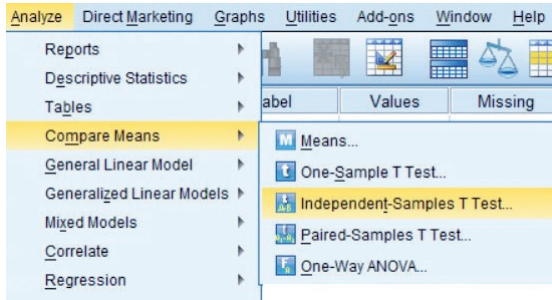 Analyze Direct Marketing Graphs Utilities Add-ons Window Help
Reports
Descriptive Statistics
Tables
abel Values Missing
Compare Means
M Means...
General Linear Model
t One-Sample T Test...
Generalized Linear Models
Independent-Samples T Test...
Mixed Models
Paired-Samples T Test...
Correlate
One-Way ANOVA...
Regression